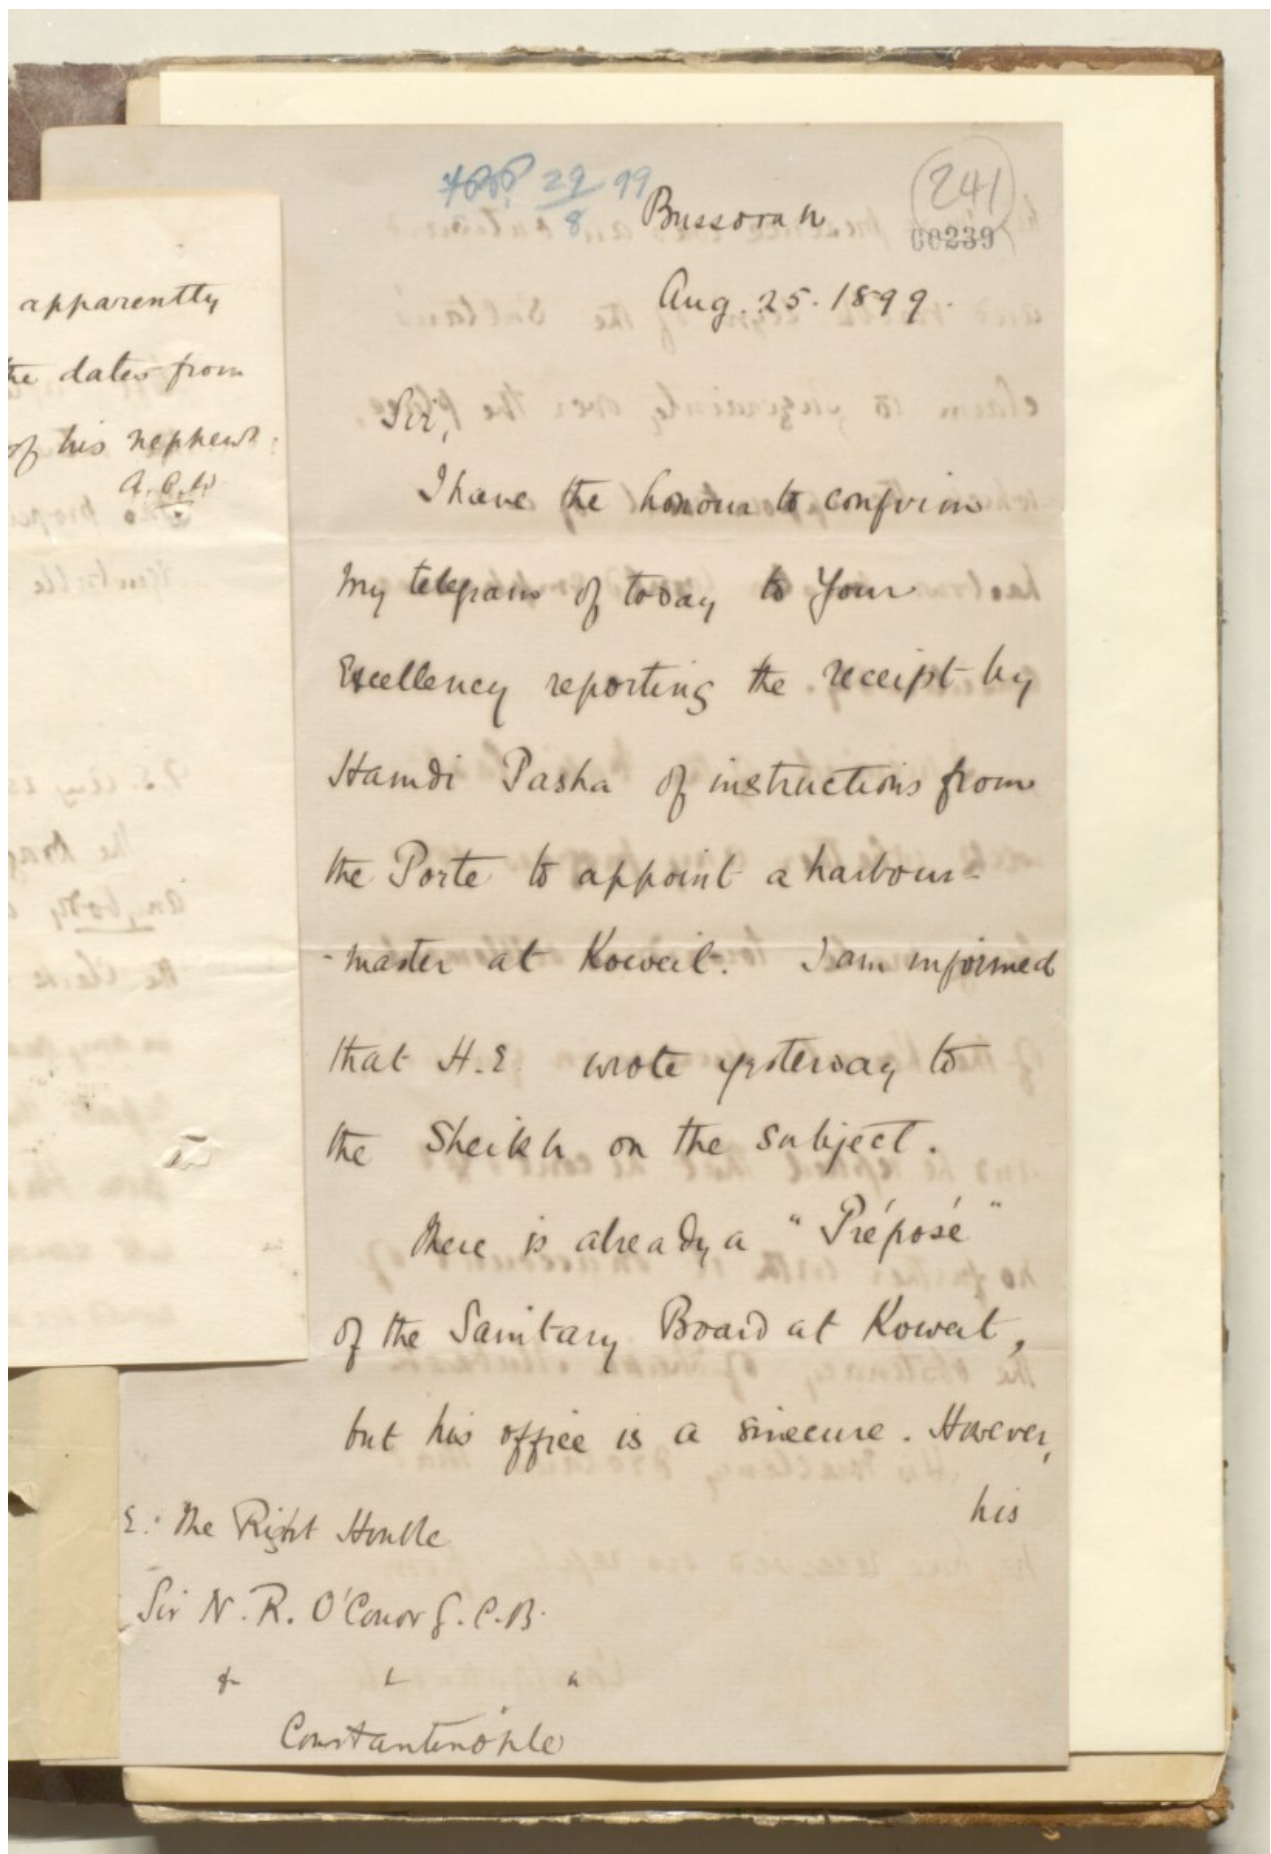 29/8 99
241
00239
Bussorah
Aug. 25. 1899.
Sir,
I have the honour to confirm
my telegram of today to Your
Excellency reporting the receipt by
Hamdi Pasha of instructions from
the Porte to appoint a harbour-
-master at Koweit. I am informed
that H.E. wrote yesterday to
the Sheikh on the subject.
There is already a "Préposé"
of the Sanitary Board at Koweit,
but his office is a sinecure. However,
his
E. The Right Honble
Sir N. R. O'Conor G.C.B.
& & &
Constantinople
apparently
the dates from
of his nephews.